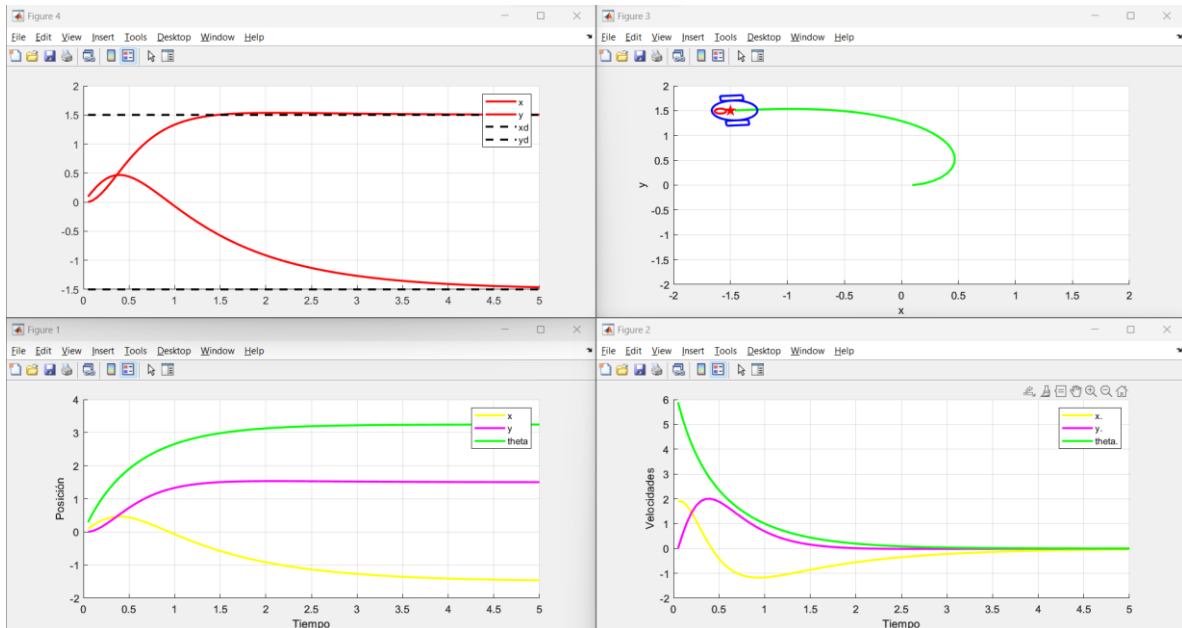 Figure 4
File Edit View Insert Tools Desktop Window Help
2
1.5
1
0.5
0
-0.5
-1
-1.5
0 0.5 1 1.5 2 2.5 3 3.5 4 4.5 5
x
y
xd
yd
Figure 3
File Edit View Insert Tools Desktop Window Help
y
2
1.5
1
0.5
0
-0.5
-1
-1.5
-2
-2 -1.5 -1 -0.5 0 0.5 1 1.5 2
x
Figure 1
File Edit View Insert Tools Desktop Window Help
Posición
4
3
2
1
0
-1
-2
0 0.5 1 1.5 2 2.5 3 3.5 4 4.5 5
Tiempo
x
y
theta
Figure 2
File Edit View Insert Tools Desktop Window Help
Velocidades
6
5
4
3
2
1
0
-1
-2
0 0.5 1 1.5 2 2.5 3 3.5 4 4.5 5
Tiempo
x.
y.
theta.